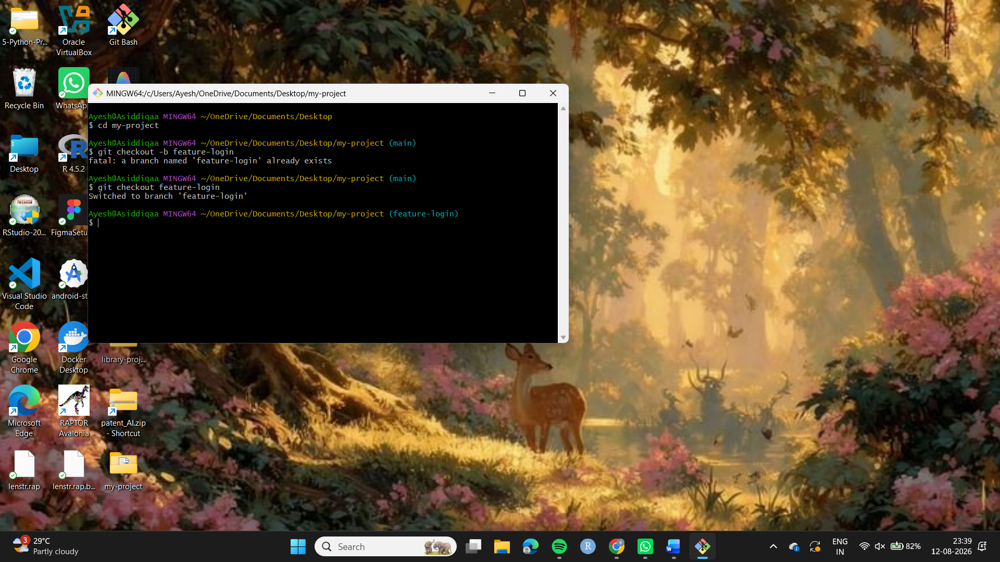 5-Python-Pr...
Oracle
VirtualBox
Git Bash
Recycle Bin
WhatsAp
Desktop
R 4.5.2
RStudio-20...
FigmaSetu
Visual Studio
Code
android-st
Google
Chrome
Docker
Desktop
library-proj...
Microsoft
Edge
RAPTOR
Avalonia
patent_AI.zip
- Shortcut
lenstr.rap
lenstr.rap.b...
my-project
MINGW64:/c/Users/Ayesh/OneDrive/Documents/Desktop/my-project
Ayesh@Asiddiqaa MINGW64 ~/OneDrive/Documents/Desktop
$ cd my-project
Ayesh@Asiddiqaa MINGW64 ~/OneDrive/Documents/Desktop/my-project (main)
$ git checkout -b feature-login
fatal: a branch named 'feature-login' already exists
Ayesh@Asiddiqaa MINGW64 ~/OneDrive/Documents/Desktop/my-project (main)
$ git checkout feature-login
Switched to branch 'feature-login'
Ayesh@Asiddiqaa MINGW64 ~/OneDrive/Documents/Desktop/my-project (feature-login)
$
3
29°C
Partly cloudy
Search
ENG
IN
82%
23:39
12-08-2026